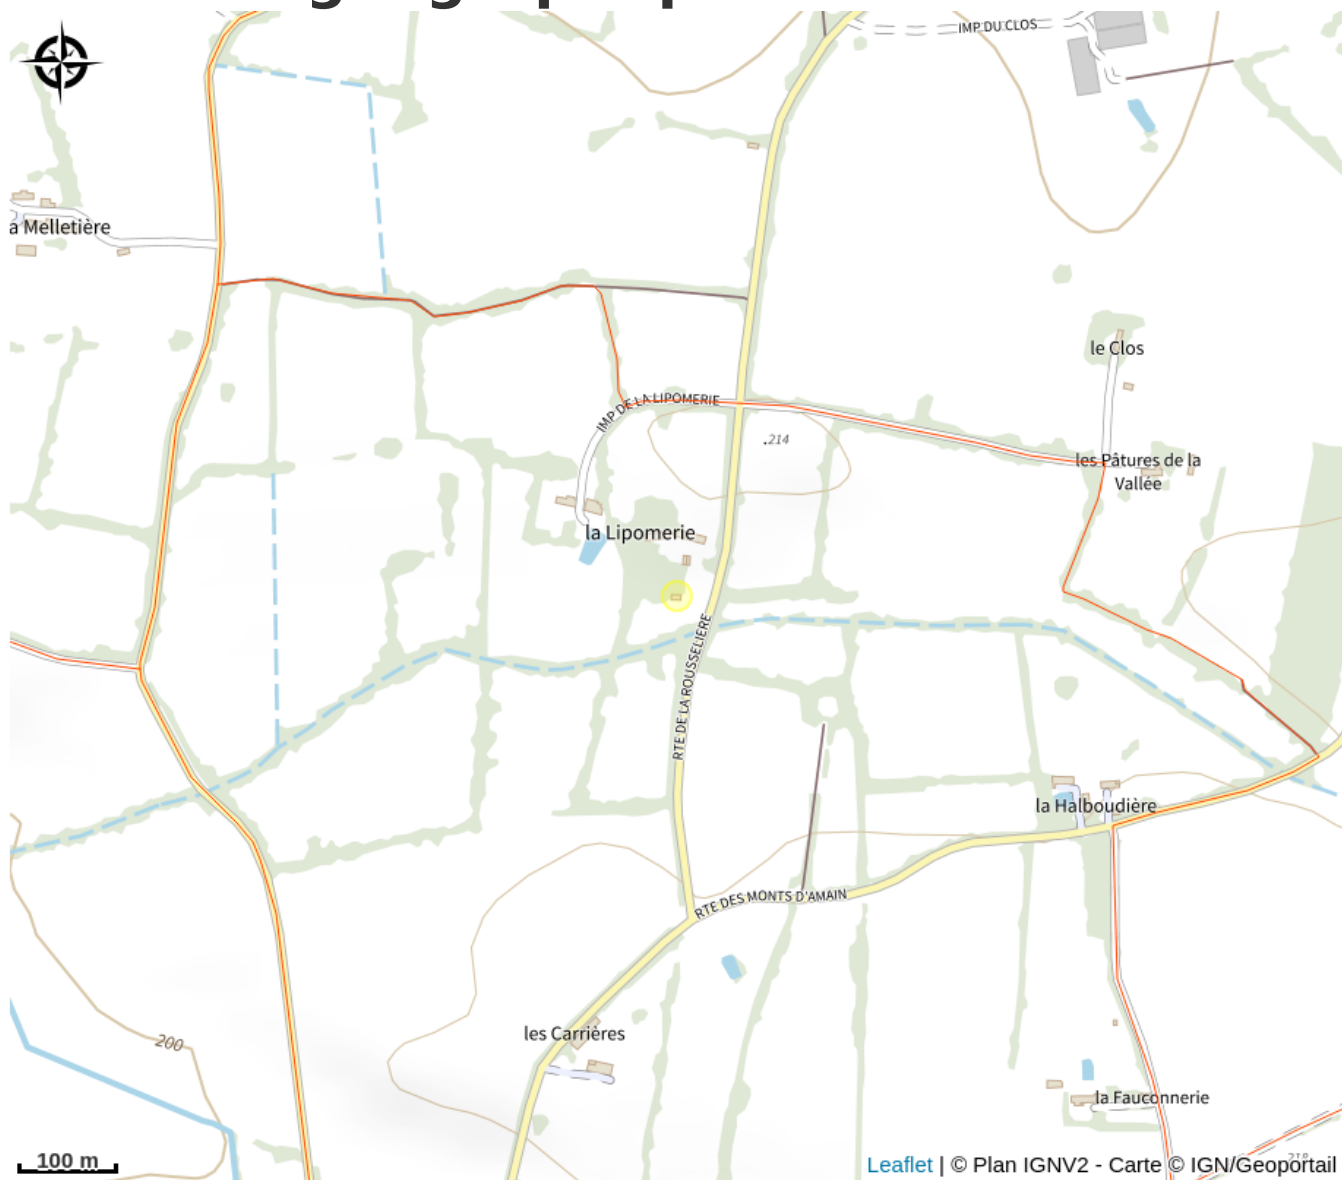 IMP DU CLOS
a Melletière
le Clos
IMP DE LA LIPOMERIE
.214
les Pâtures de la
Vallée
la Lipomerie
RTE DE LA ROUSSELIERE
la Halboudière
RTE DES MONTS D'AMAIN
les Carrières
200
la Fauconnerie
100 m
Leaflet | © Plan IGNV2 - Carte © IGN/Geoportail